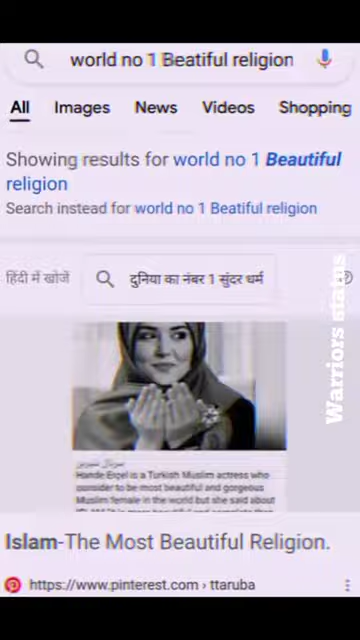 world no 1 Beatiful religion
All Images News Videos Shopping
Showing results for world no 1 Beautiful
religion
Search instead for world no 1 Beatiful religion
हिंदी में खोजें दुनिया का नंबर 1 सुंदर धर्म
Warriors status
Hande Erçel is a Turkish Muslim actress who
consider to be most beautiful and gorgeous
Muslim female in the world but she said about
Islam-The Most Beautiful Religion.
https://www.pinterest.com › ttaruba